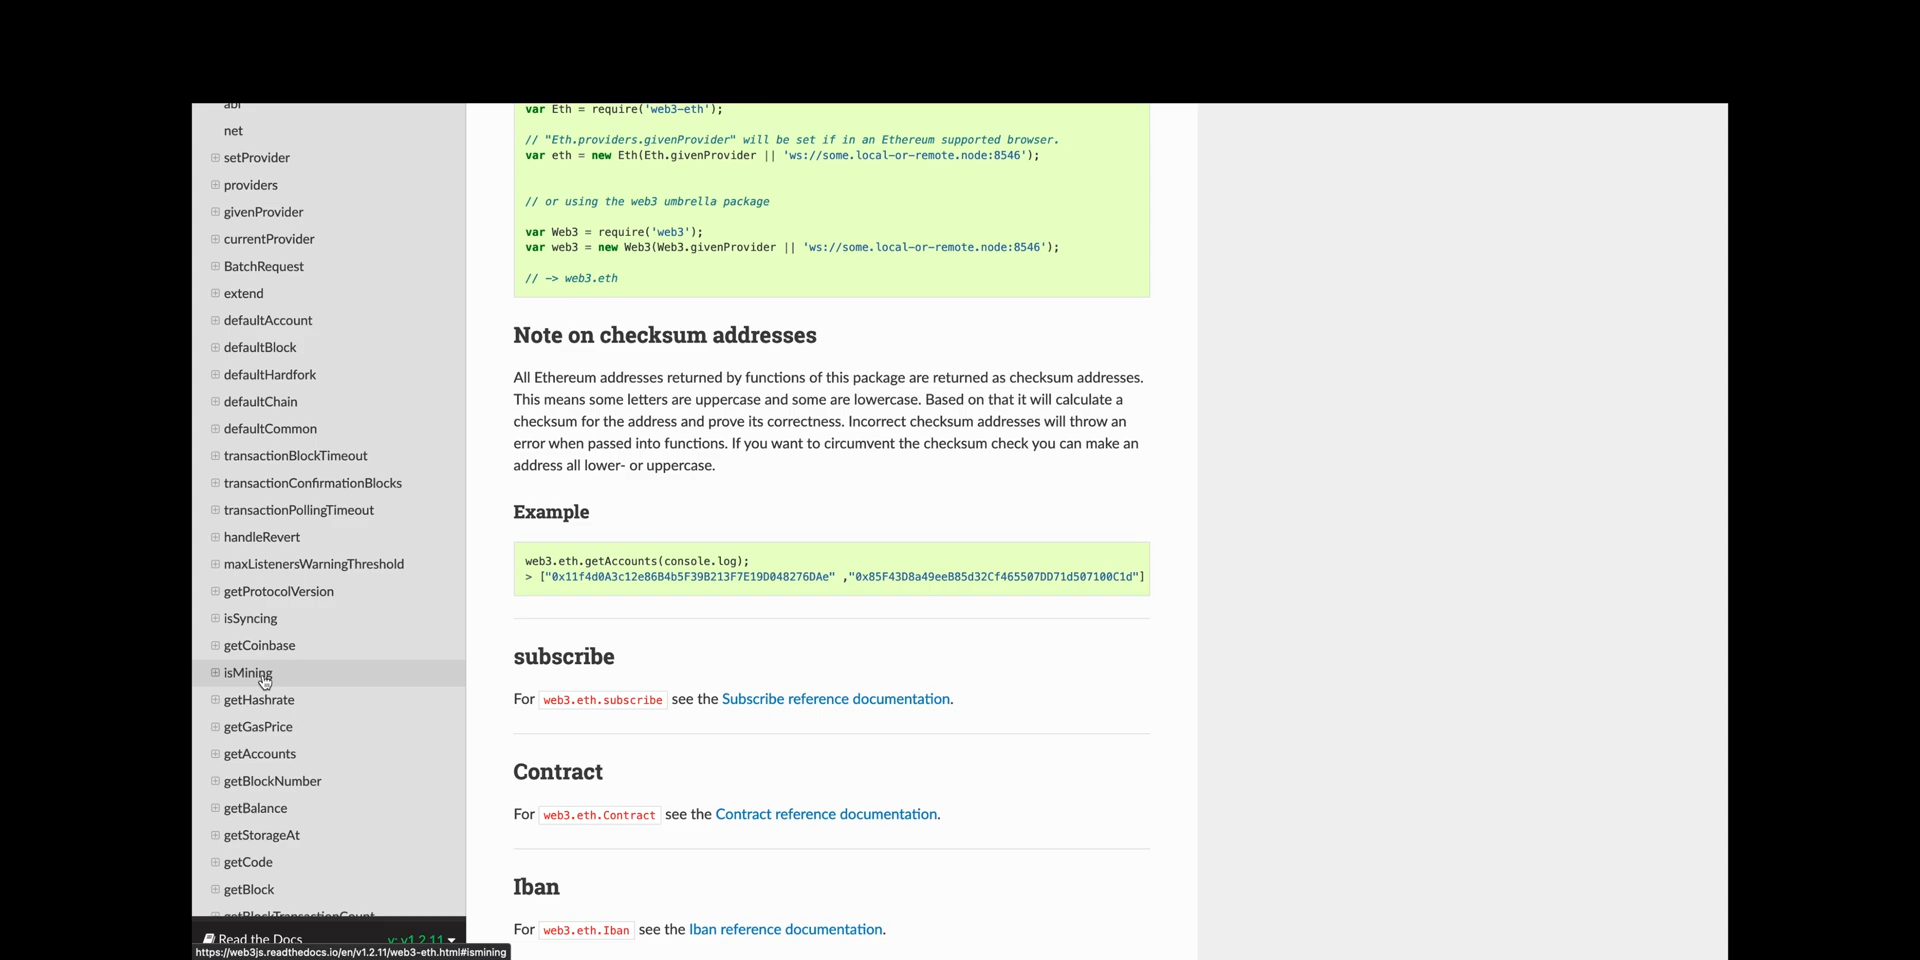 abi
net
setProvider
providers
givenProvider
currentProvider
BatchRequest
extend
defaultAccount
defaultBlock
defaultHardfork
defaultChain
defaultCommon
transactionBlockTimeout
transactionConfirmationBlocks
transactionPollingTimeout
handleRevert
maxListenersWarningThreshold
getProtocolVersion
isSyncing
getCoinbase
isMining
getHashrate
getGasPrice
getAccounts
getBlockNumber
getBalance
getStorageAt
getCode
getBlock
getBlockTransactionCount
Read the Docs v: v1.2.11
https://web3js.readthedocs.io/en/v1.2.11/web3-eth.html#ismining
var Eth = require('web3-eth');
// "Eth.providers.givenProvider" will be set if in an Ethereum supported browser.
var eth = new Eth(Eth.givenProvider || 'ws://some.local-or-remote.node:8546');
// or using the web3 umbrella package
var Web3 = require('web3');
var web3 = new Web3(Web3.givenProvider || 'ws://some.local-or-remote.node:8546');
// -> web3.eth
Note on checksum addresses
All Ethereum addresses returned by functions of this package are returned as checksum addresses.
This means some letters are uppercase and some are lowercase. Based on that it will calculate a
checksum for the address and prove its correctness. Incorrect checksum addresses will throw an
error when passed into functions. If you want to circumvent the checksum check you can make an
address all lower- or uppercase.
Example
web3.eth.getAccounts(console.log);
> ["0x11f4d0A3c12e86B4b5F39B213F7E19D048276DAe" ,"0x85F43D8a49eeB85d32Cf465507DD71d507100C1d"]
subscribe
For web3.eth.subscribe see the Subscribe reference documentation.
Contract
For web3.eth.Contract see the Contract reference documentation.
Iban
For web3.eth.Iban see the Iban reference documentation.